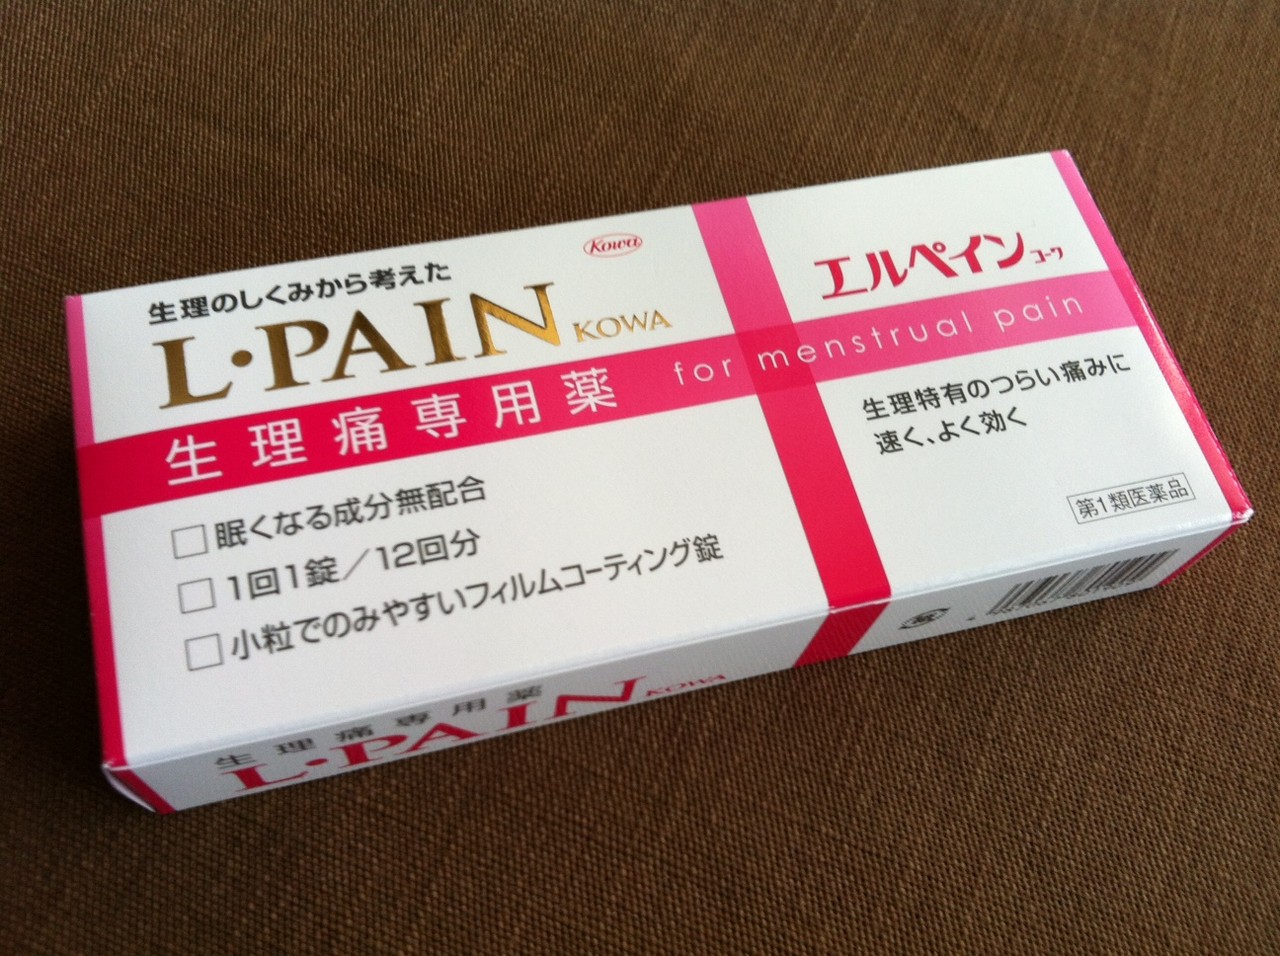 Kowa
生理のしくみから考えた
L・PAIN KOWA
生理痛専用薬 for menstrual pain
□ 眠くなる成分無配合
□ 1回1錠/12回分
□ 小粒でのみやすいフィルムコーティング錠
エルペイン コーワ
生理特有のつらい痛みに
速く、よく効く
第1類医薬品
生理痛専用薬
L・PAIN KOWA